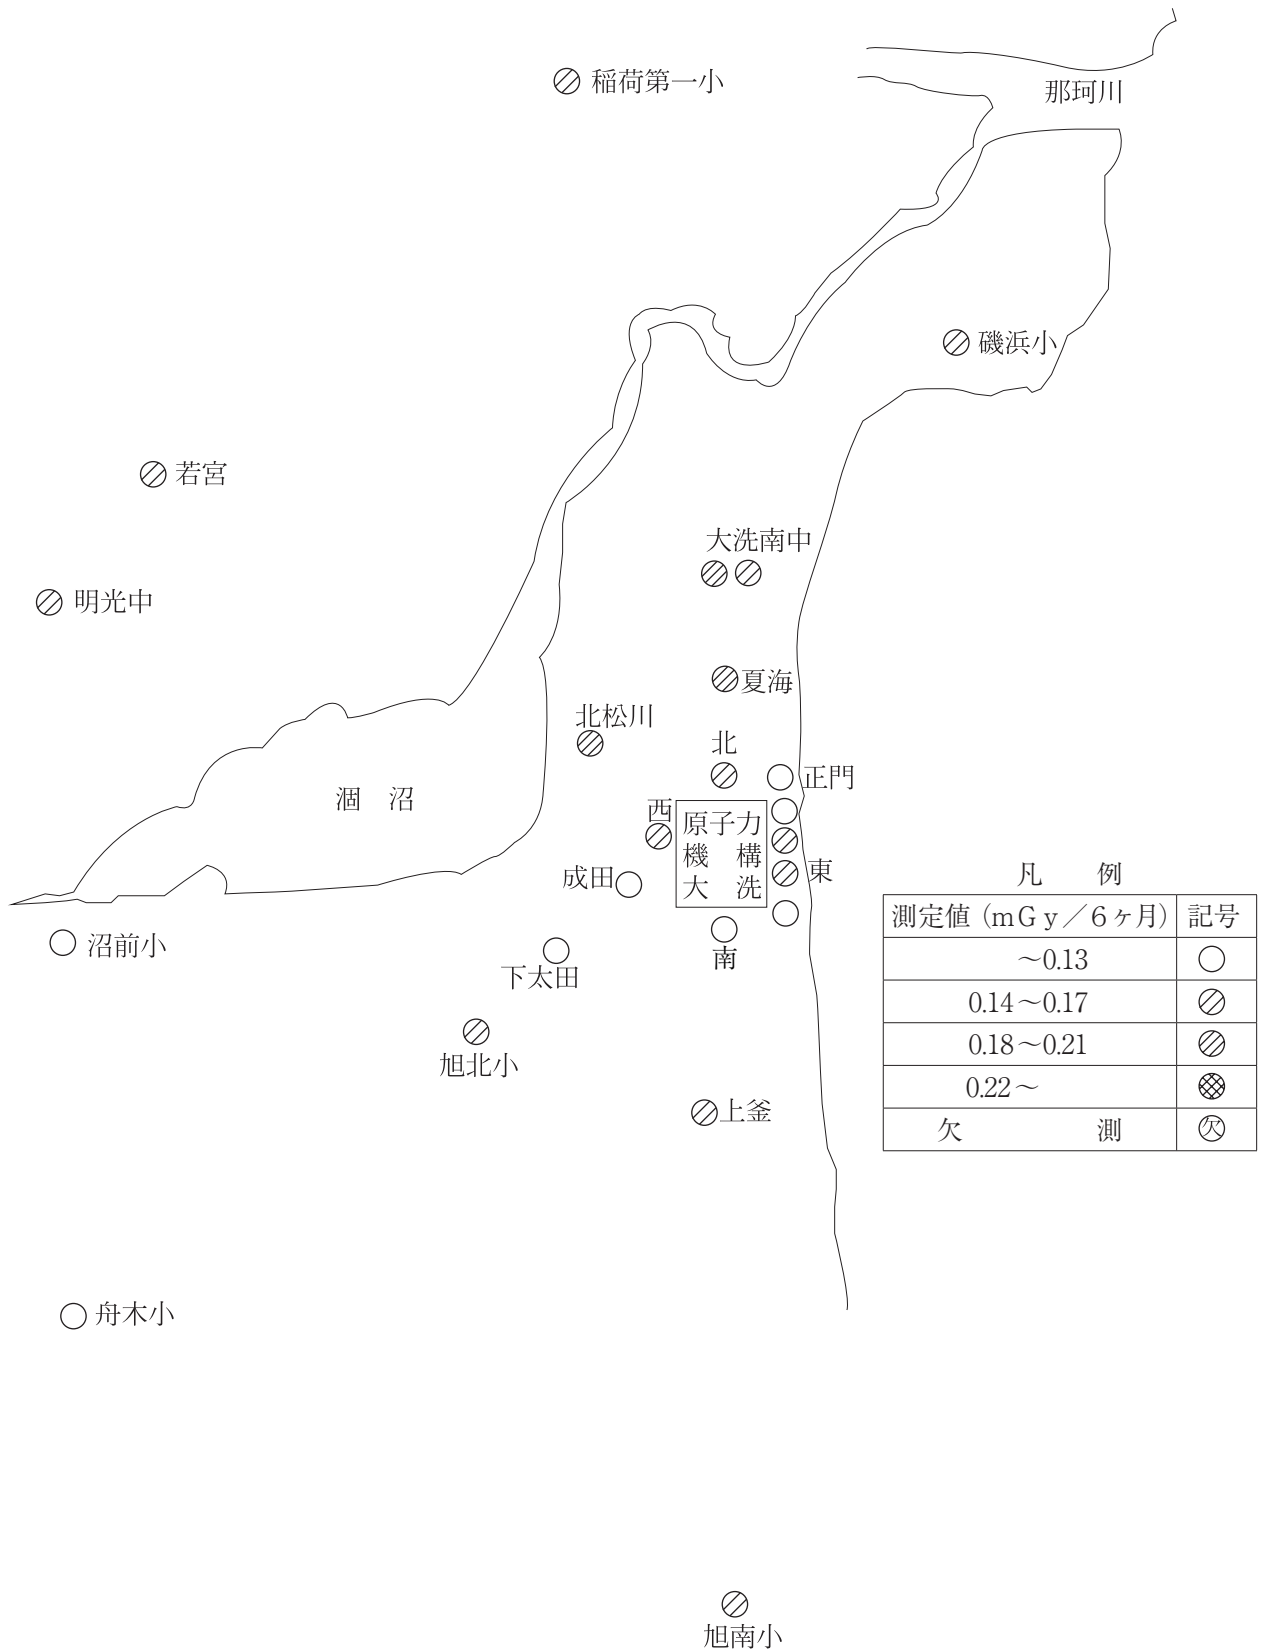 稲荷第一小
那珂川
磯浜小
若宮
大洗南中
明光中
夏海
北松川
北
正門
涸 沼
西
原子力
機 構
大 洗
東
成田
沼前小
南
下太田
旭北小
上釜
舟木小
旭南小
凡 例
測定値（mGy／6ヶ月） 記号
～0.13
0.14～0.17
0.18～0.21
0.22～
欠 測 欠